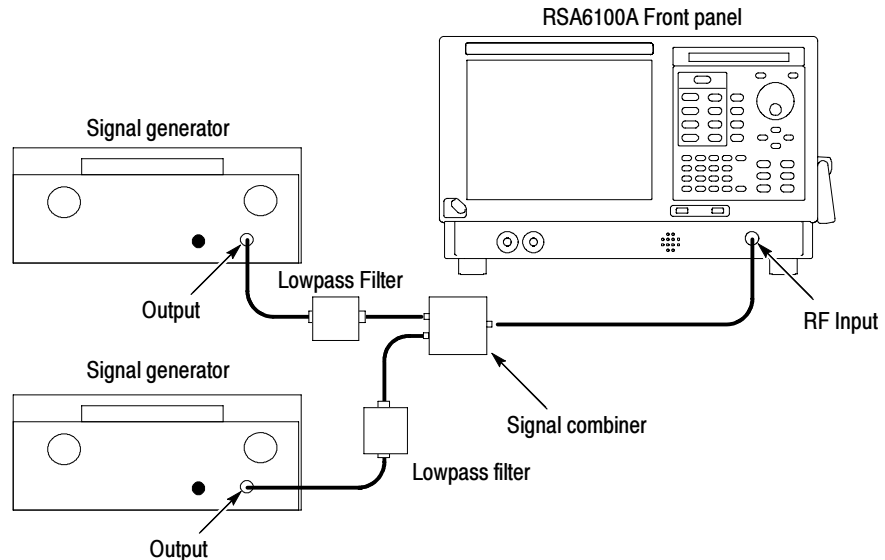 RSA6100A Front panel
Signal generator
Output
Lowpass Filter
RF Input
Signal generator
Signal combiner
Lowpass filter
Output